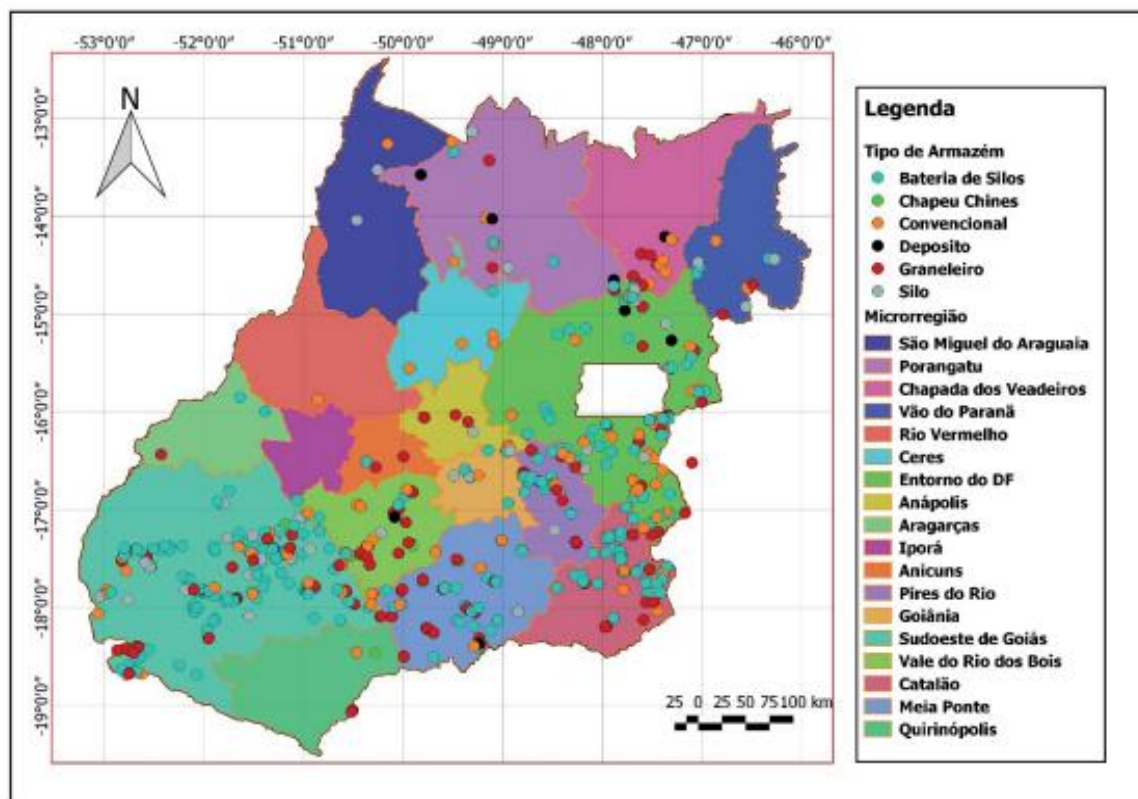 -53°0'0" -52°0'0" -51°0'0" -50°0'0" -49°0'0" -48°0'0" -47°0'0" -46°0'0"
N
-13°0'0"
-14°0'0"
-15°0'0"
-16°0'0"
-17°0'0"
-18°0'0"
-19°0'0"
25 0 25 50 75 100 km
Legenda
Tipo de Armazém
Bateria de Silos
Chapeu Chines
Convencional
Deposito
Graneleiro
Silo
Microrregião
São Miguel do Araguaia
Porangatu
Chapada dos Veadeiros
Vão do Paranã
Rio Vermelho
Ceres
Entorno do DF
Anápolis
Aragarças
Iporá
Anicuns
Pires do Rio
Goiânia
Sudoeste de Goiás
Vale do Rio dos Bois
Catalão
Meia Ponte
Quirinópolis